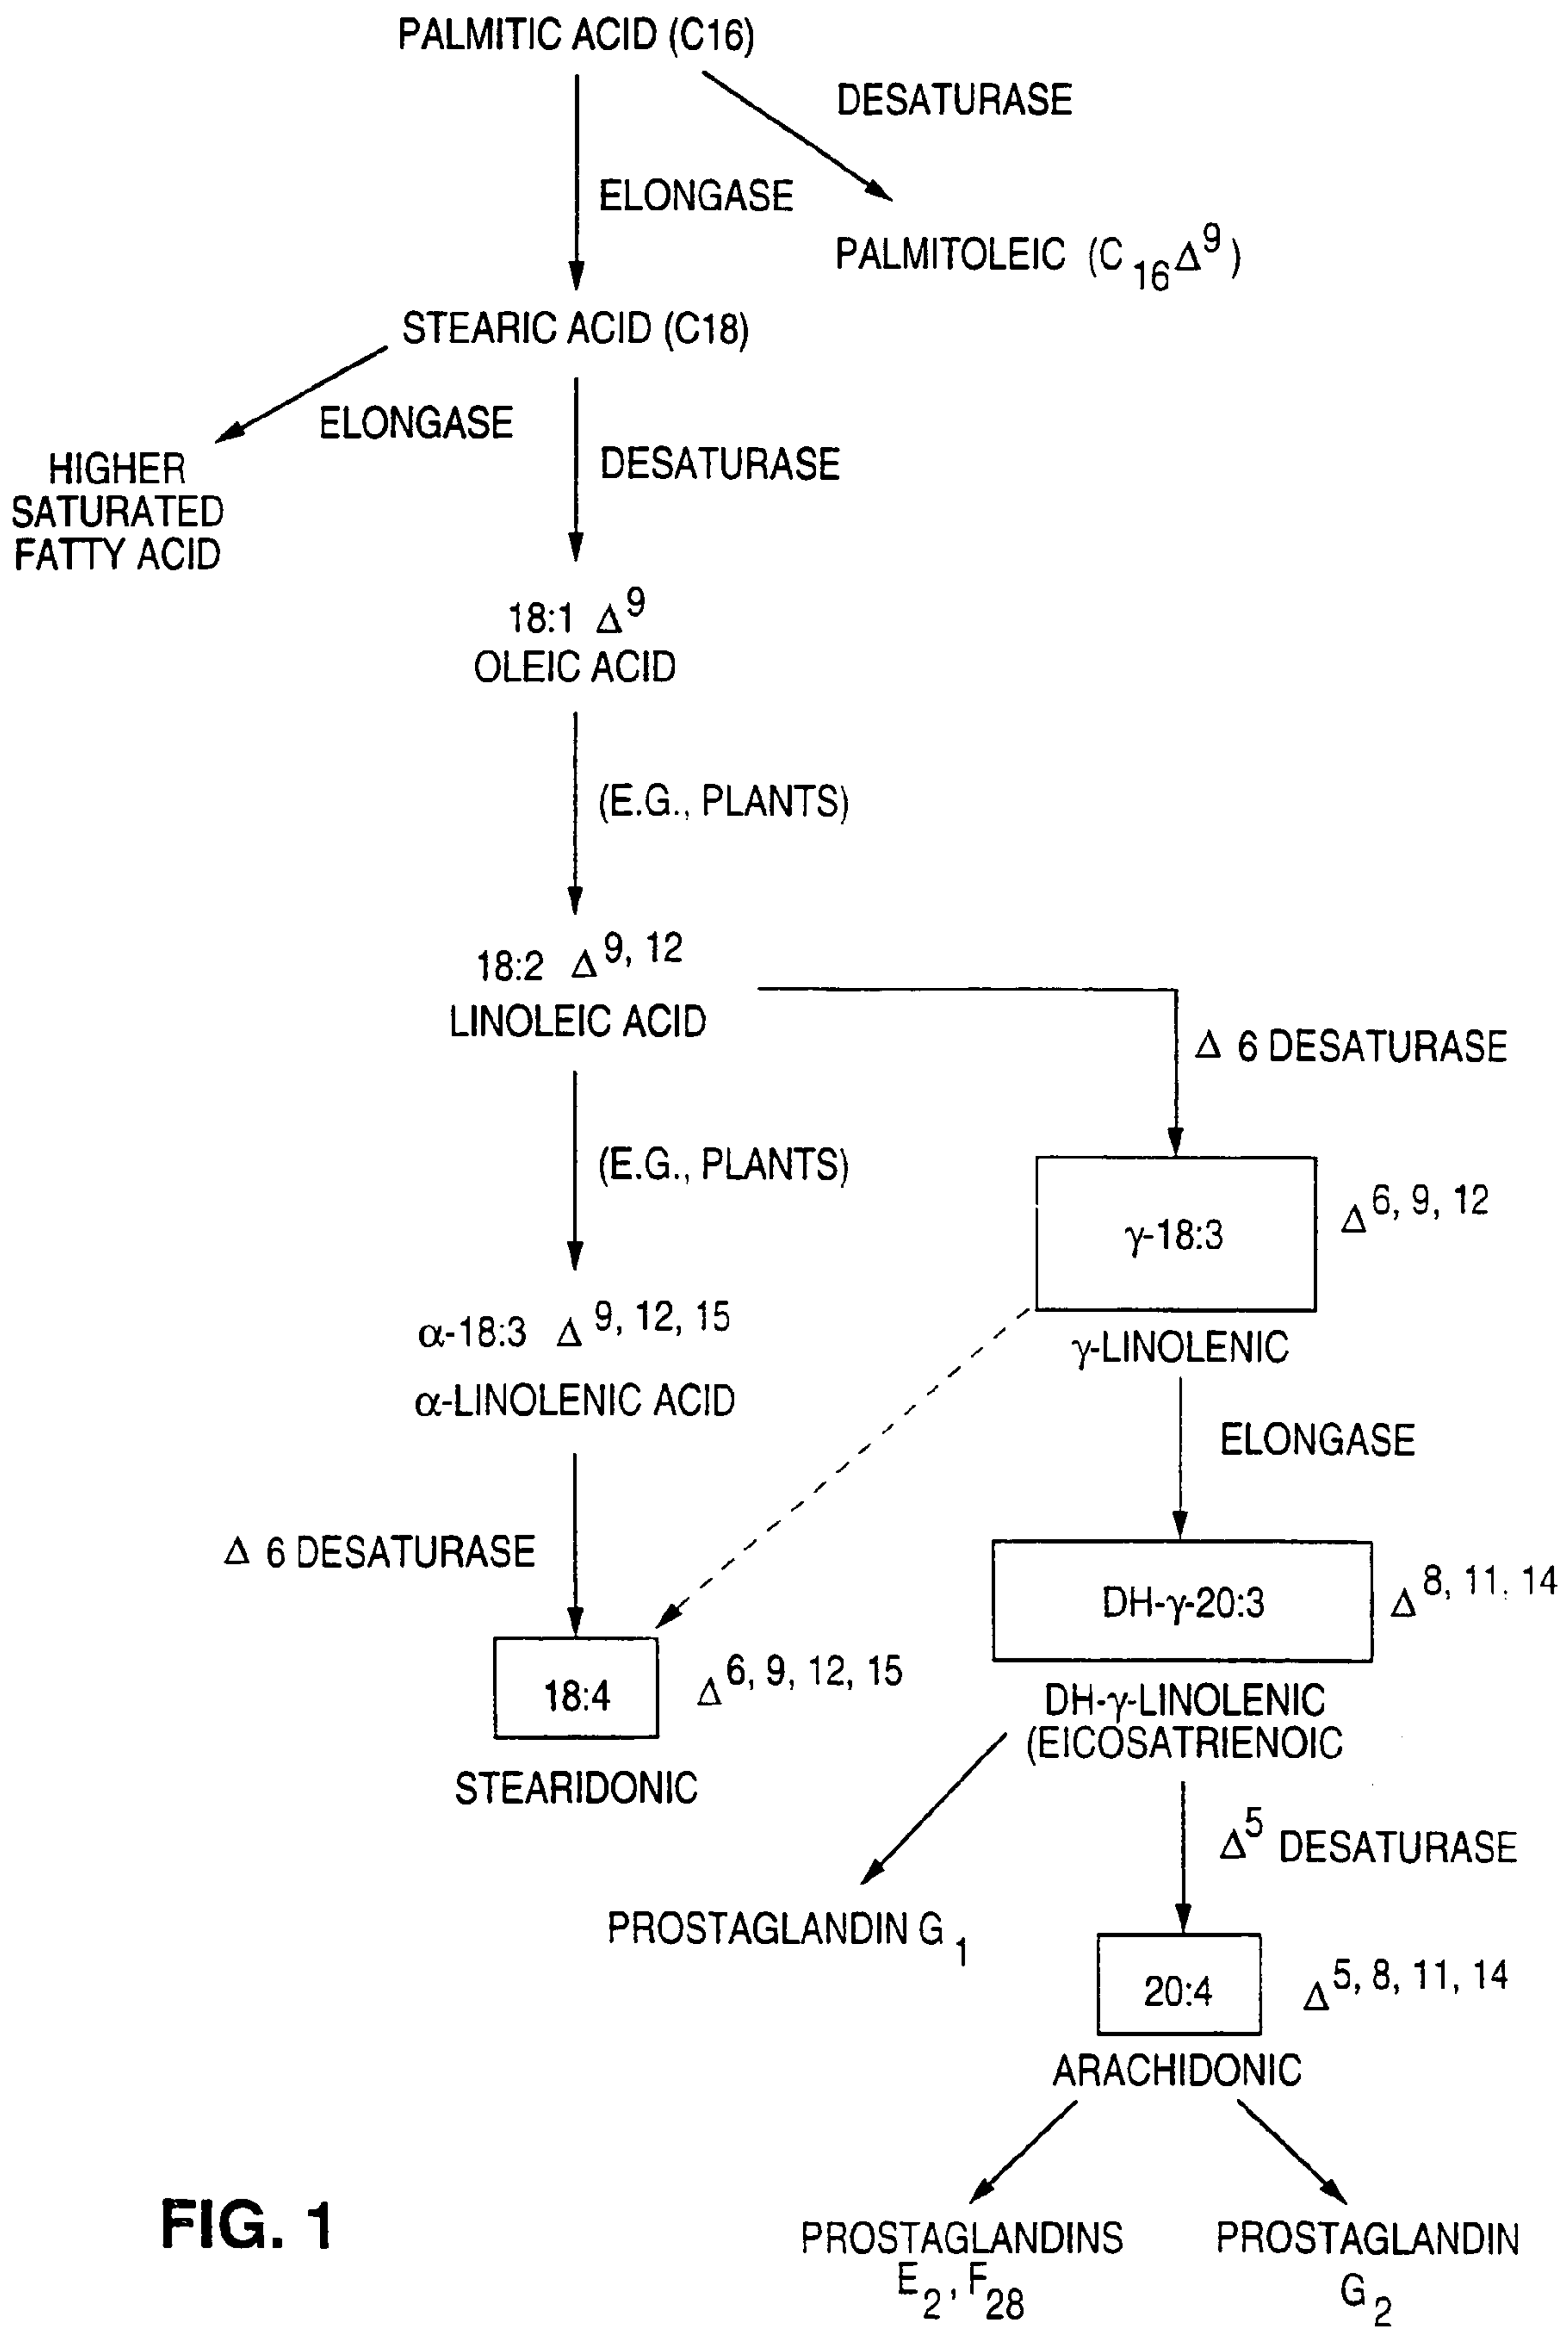 PALMITIC ACID (C16)
DESATURASE
ELONGASE
PALMITOLEIC (C₁₆Δ⁹)
STEARIC ACID (C18)
ELONGASE
DESATURASE
HIGHER
SATURATED
FATTY ACID
18:1 Δ⁹
OLEIC ACID
(E.G., PLANTS)
18:2 Δ⁹, ¹²
LINOLEIC ACID
Δ 6 DESATURASE
(E.G., PLANTS)
γ-18:3 Δ⁶, ⁹, ¹²
α-18:3 Δ⁹, ¹², ¹⁵
γ-LINOLENIC
α-LINOLENIC ACID
ELONGASE
Δ 6 DESATURASE
DH-γ-20:3 Δ⁸, ¹¹, ¹⁴
18:4 Δ⁶, ⁹, ¹², ¹⁵
DH-γ-LINOLENIC
(EICOSATRIENOIC
STEARIDONIC
Δ⁵ DESATURASE
PROSTAGLANDIN G₁
20:4 Δ⁵, ⁸, ¹¹, ¹⁴
ARACHIDONIC
FIG. 1
PROSTAGLANDINS
E₂, F₂₈
PROSTAGLANDIN
G₂